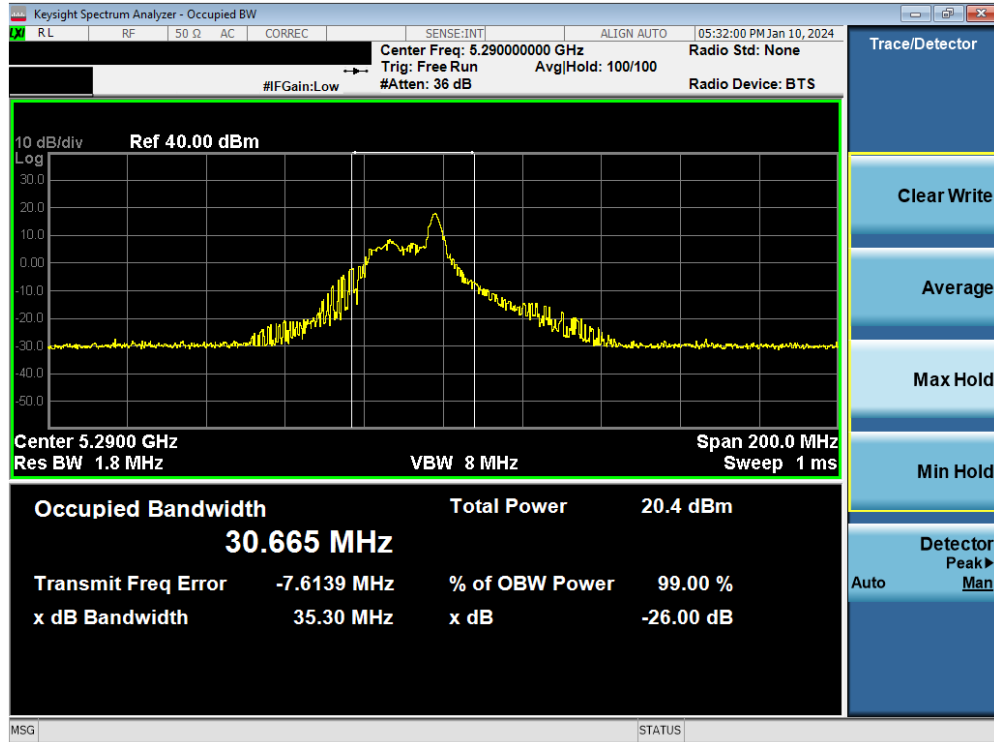 Keysight Spectrum Analyzer - Occupied BW
LXI RL RF 50 Ω AC CORREC SENSE:INT ALIGN AUTO 05:32:00 PM Jan 10, 2024
Center Freq: 5.290000000 GHz Radio Std: None
Trig: Free Run Avg|Hold: 100/100
#IFGain:Low #Atten: 36 dB Radio Device: BTS
Trace/Detector
10 dB/div Ref 40.00 dBm
Log
30.0
20.0
10.0
0.00
-10.0
-20.0
-30.0
-40.0
-50.0
Center 5.2900 GHz Span 200.0 MHz
Res BW 1.8 MHz VBW 8 MHz Sweep 1 ms
Occupied Bandwidth Total Power 20.4 dBm
30.665 MHz
Transmit Freq Error -7.6139 MHz % of OBW Power 99.00 %
x dB Bandwidth 35.30 MHz x dB -26.00 dB
Clear Write
Average
Max Hold
Min Hold
Detector
Peak▶
Auto Man
MSG STATUS